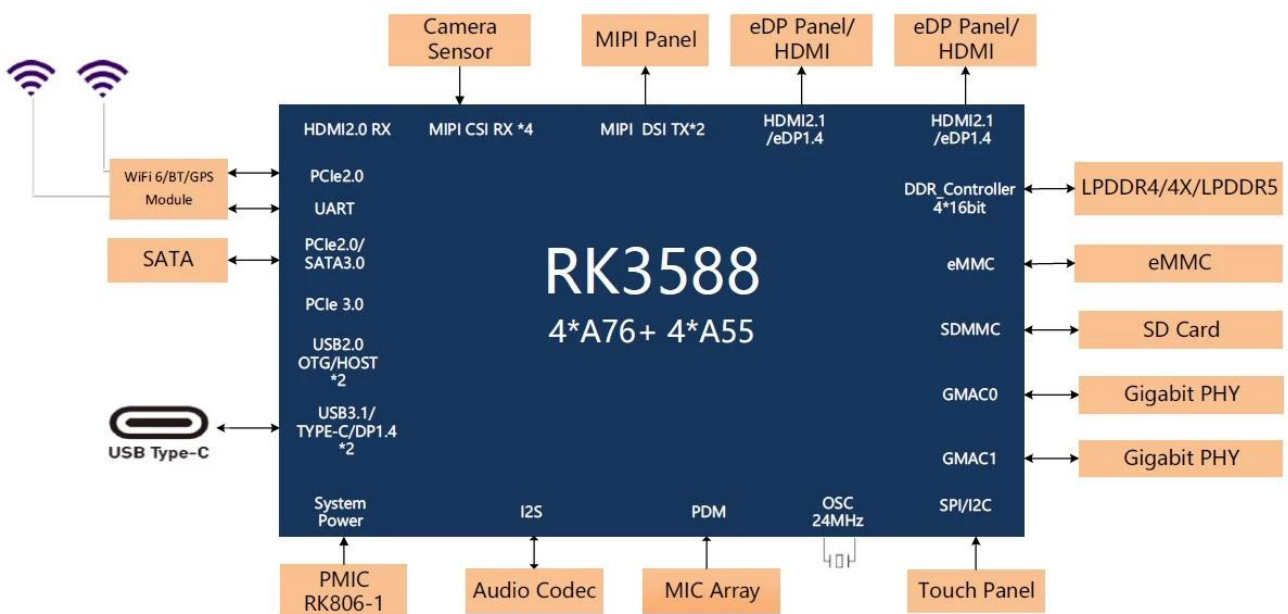 Camera
Sensor
MIPI Panel
eDP Panel/
HDMI
eDP Panel/
HDMI
HDMI2.0 RX
MIPI CSI RX *4
MIPI DSI TX*2
HDMI2.1
/eDP1.4
HDMI2.1
/eDP1.4
WiFi 6/BT/GPS
Module
PCIe2.0
UART
DDR_Controller
4*16bit
LPDDR4/4X/LPDDR5
SATA
PCIe2.0/
SATA3.0
RK3588
4*A76+ 4*A55
eMMC
eMMC
PCIe 3.0
SDMMC
SD Card
USB2.0
OTG/HOST
*2
GMAC0
Gigabit PHY
USB Type-C
USB3.1/
TYPE-C/DP1.4
*2
GMAC1
Gigabit PHY
System
Power
I2S
PDM
OSC
24MHz
SPI/I2C
PMIC
RK806-1
Audio Codec
MIC Array
Touch Panel